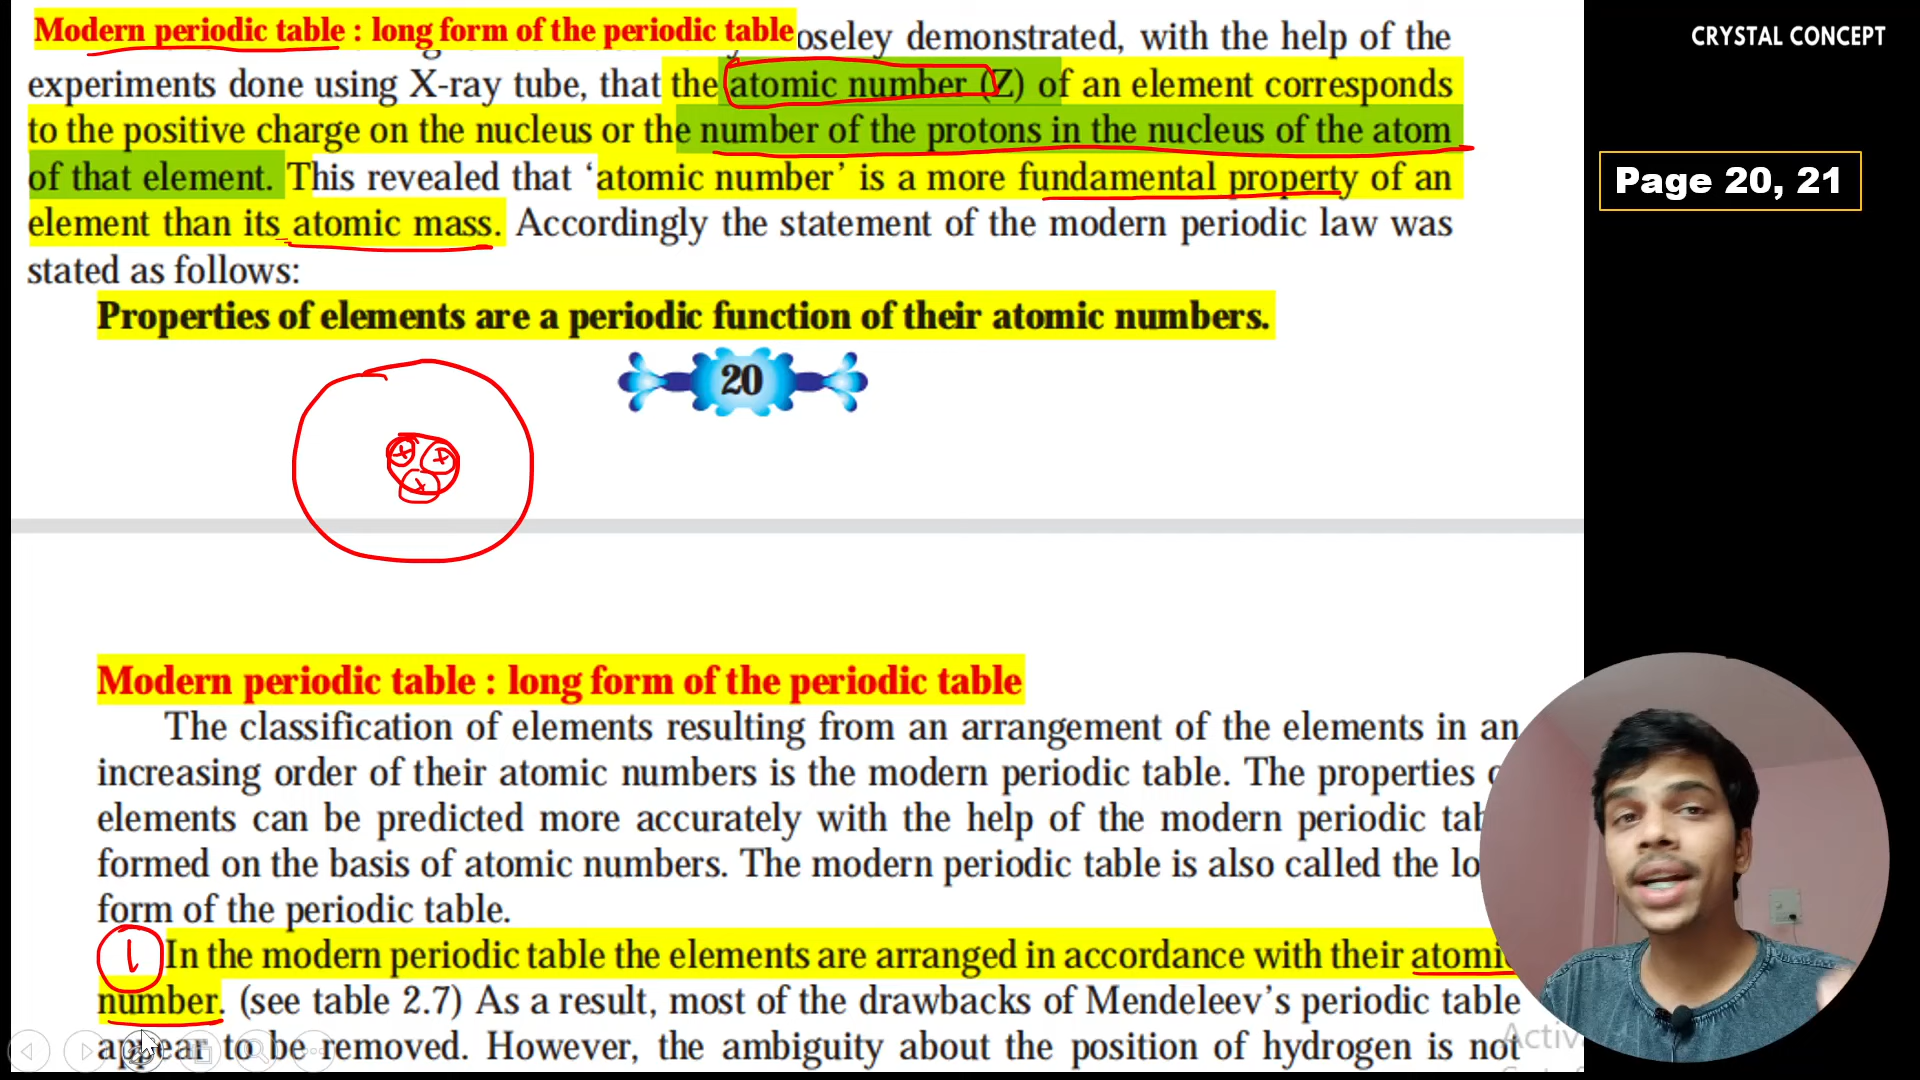 Modern periodic table : long form of the periodic table
oseley demonstrated, with the help of the
experiments done using X-ray tube, that the atomic number (Z) of an element corresponds
to the positive charge on the nucleus or the number of the protons in the nucleus of the atom
of that element. This revealed that ‘atomic number’ is a more fundamental property of an
element than its atomic mass. Accordingly the statement of the modern periodic law was
stated as follows:
Properties of elements are a periodic function of their atomic numbers.
20
Modern periodic table : long form of the periodic table
The classification of elements resulting from an arrangement of the elements in an
increasing order of their atomic numbers is the modern periodic table. The properties
elements can be predicted more accurately with the help of the modern periodic tab
formed on the basis of atomic numbers. The modern periodic table is also called the lo
form of the periodic table.
1 In the modern periodic table the elements are arranged in accordance with their atomic
number. (see table 2.7) As a result, most of the drawbacks of Mendeleev’s periodic table
appear to be removed. However, the ambiguity about the position of hydrogen is not
CRYSTAL CONCEPT
Page 20, 21
Activ